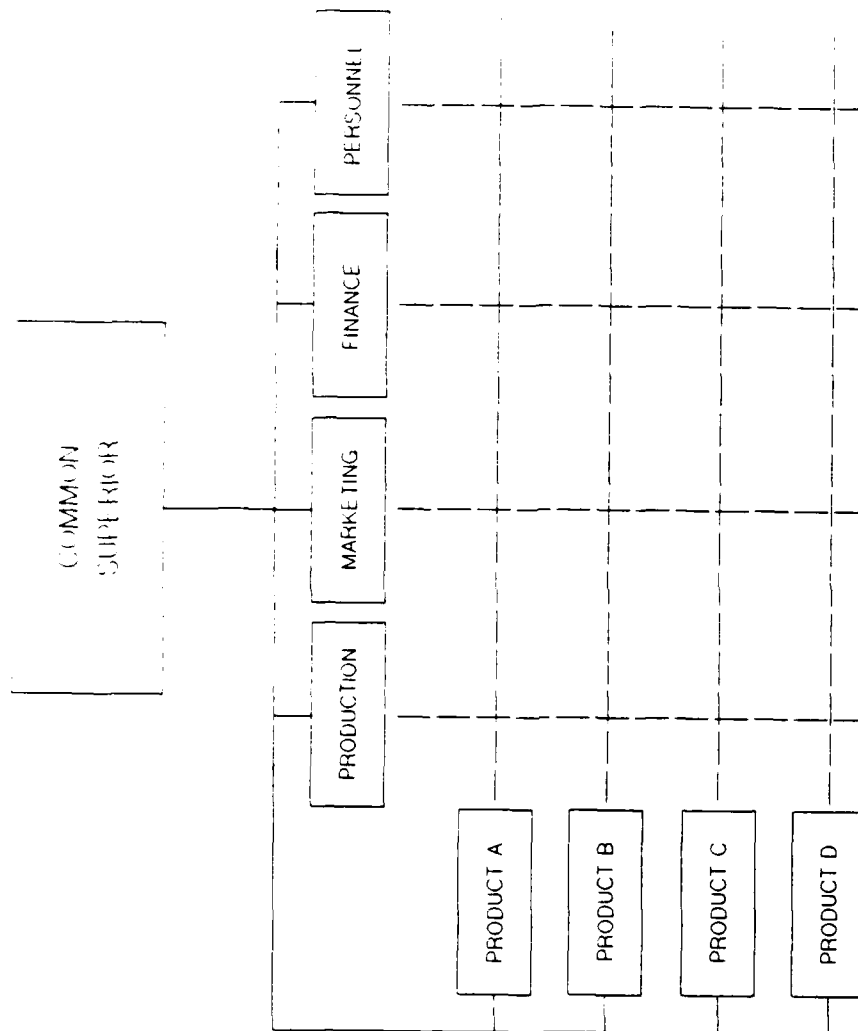 COMMON
SUPERIOR
PRODUCTION
MARKETING
FINANCE
PERSONNEL
PRODUCT A
PRODUCT B
PRODUCT C
PRODUCT D